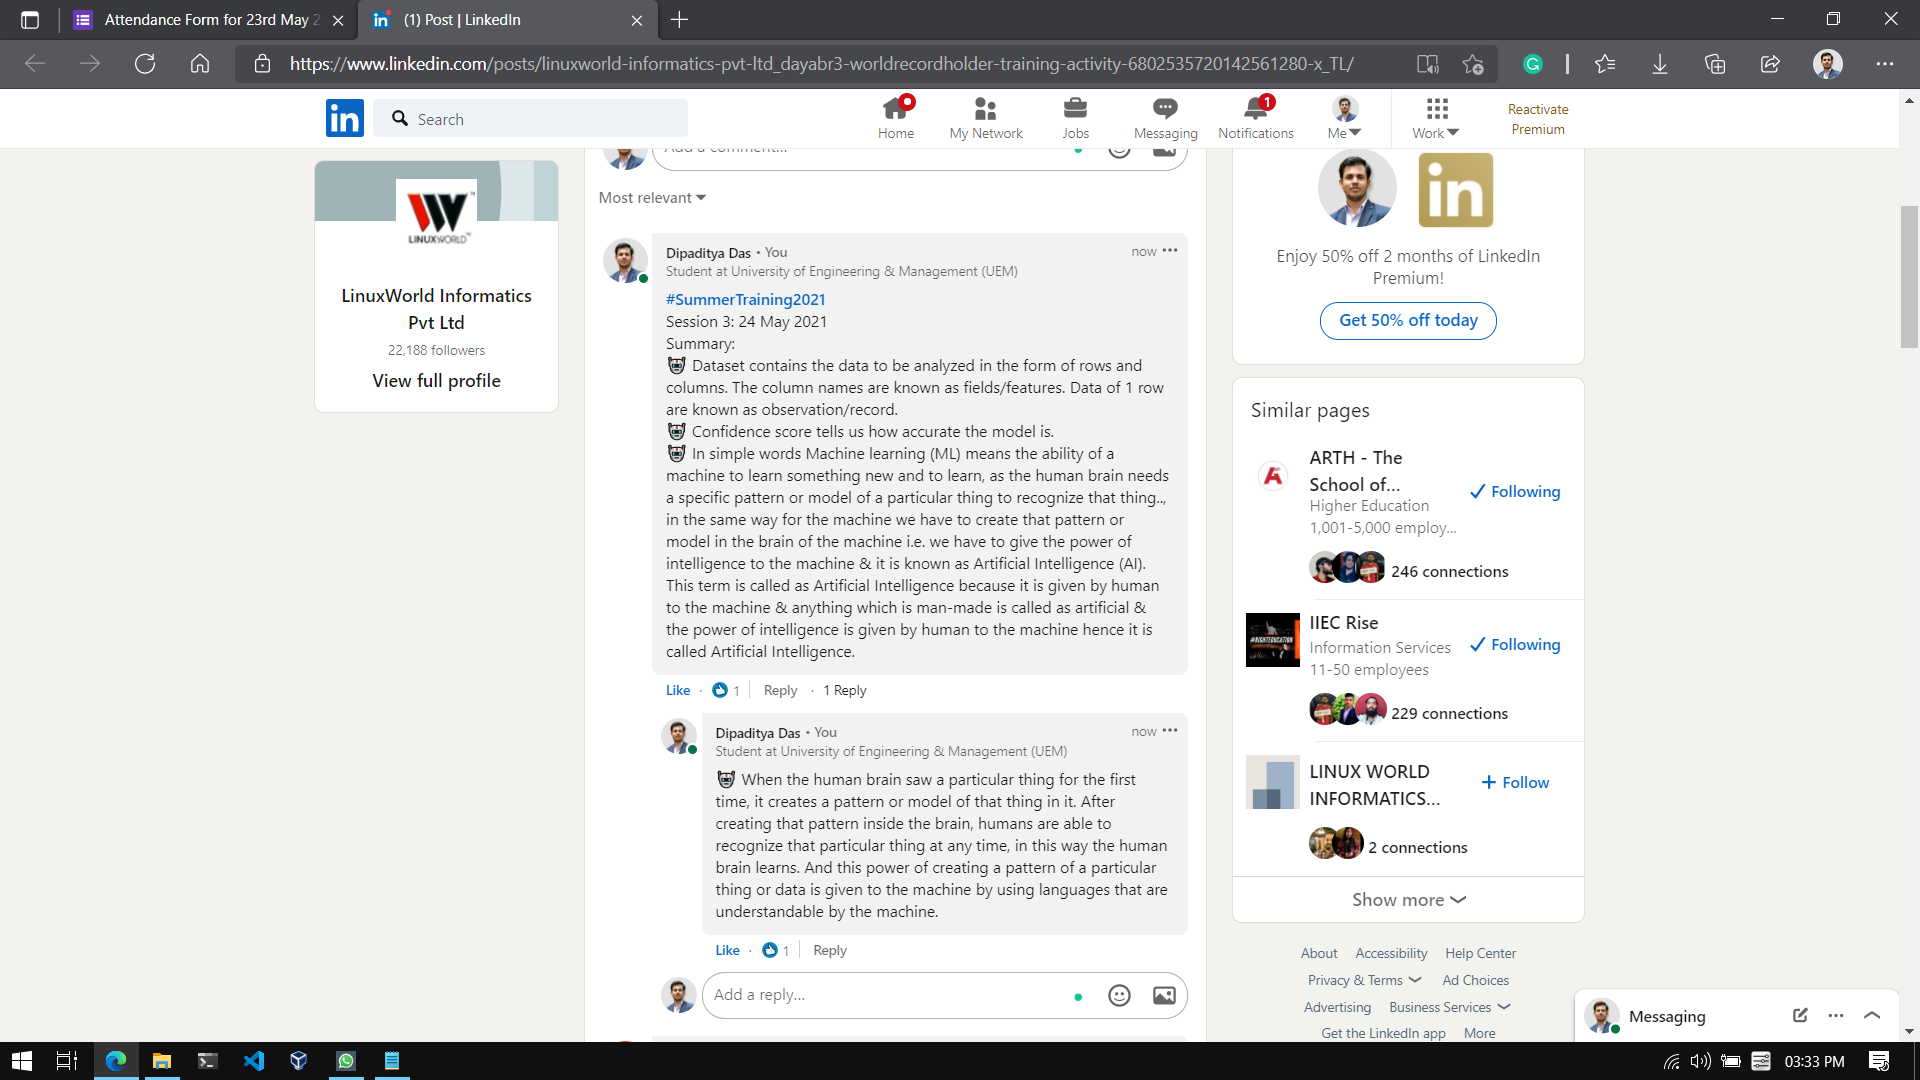 Attendance Form for 23rd May 2
(1) Post | LinkedIn
https://www.linkedin.com/posts/linuxworld-informatics-pvt-ltd_dayabr3-worldrecordholder-training-activity-6802535720142561280-x_TL/
in
Search
Home
My Network
Jobs
Messaging
1
Notifications
Me
Work
Reactivate
Premium
LINUXWORLD™
LinuxWorld Informatics
Pvt Ltd
22,188 followers
View full profile
Add a comment...
Most relevant
Dipaditya Das • You
now
Student at University of Engineering & Management (UEM)
#SummerTraining2021
Session 3: 24 May 2021
Summary:
Dataset contains the data to be analyzed in the form of rows and
columns. The column names are known as fields/features. Data of 1 row
are known as observation/record.
Confidence score tells us how accurate the model is.
In simple words Machine learning (ML) means the ability of a
machine to learn something new and to learn, as the human brain needs
a specific pattern or model of a particular thing to recognize that thing..,
in the same way for the machine we have to create that pattern or
model in the brain of the machine i.e. we have to give the power of
intelligence to the machine & it is known as Artificial Intelligence (AI).
This term is called as Artificial Intelligence because it is given by human
to the machine & anything which is man-made is called as artificial &
the power of intelligence is given by human to the machine hence it is
called Artificial Intelligence.
Like · 1 Reply · 1 Reply
Dipaditya Das • You
now
Student at University of Engineering & Management (UEM)
When the human brain saw a particular thing for the first
time, it creates a pattern or model of that thing in it. After
creating that pattern inside the brain, humans are able to
recognize that particular thing at any time, in this way the human
brain learns. And this power of creating a pattern of a particular
thing or data is given to the machine by using languages that are
understandable by the machine.
Like · 1 Reply
Add a reply...
in
Enjoy 50% off 2 months of LinkedIn
Premium!
Get 50% off today
Similar pages
ARTH - The
School of...
Following
Higher Education
1,001-5,000 employ...
246 connections
#RIGHTEDUCATION
IIEC Rise
Following
Information Services
11-50 employees
229 connections
LINUX WORLD
INFORMATICS...
Follow
2 connections
Show more
About Accessibility Help Center
Privacy & Terms Ad Choices
Advertising Business Services
Get the LinkedIn app More
Messaging
03:33 PM